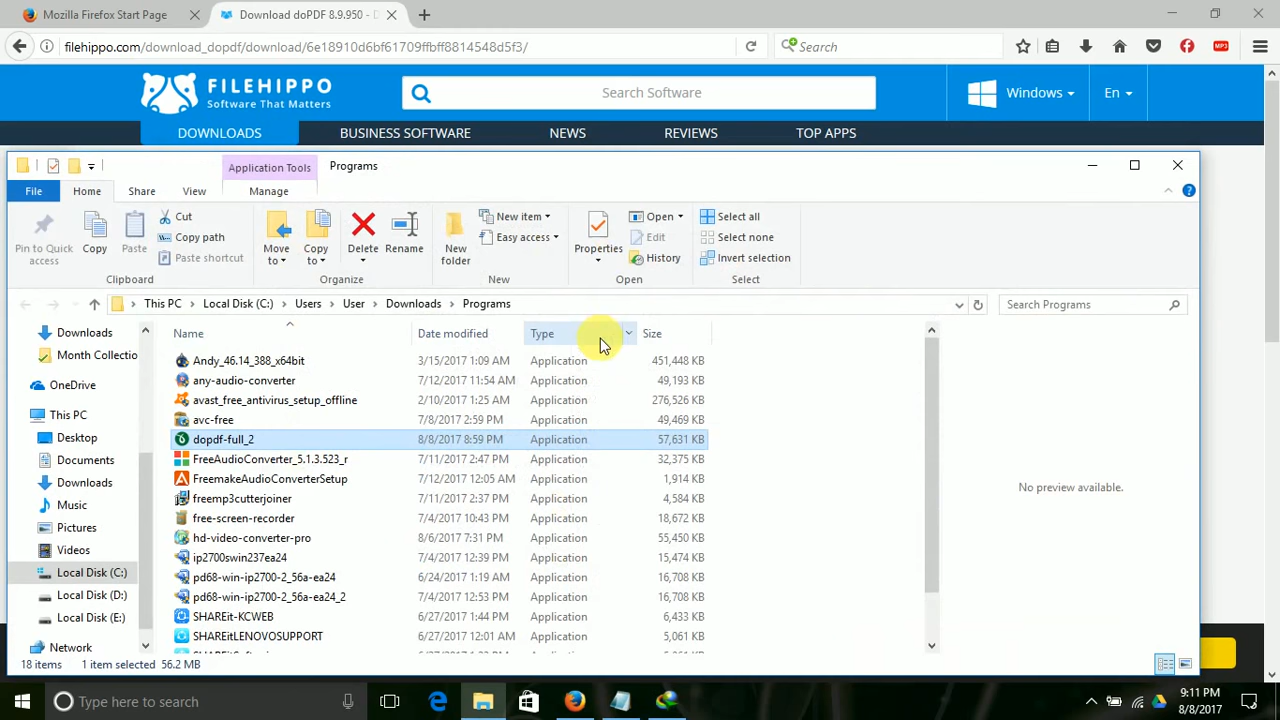 Mozilla Firefox Start Page
Download doPDF 8.9.950 - D
filehippo.com/download_dopdf/download/6e18910d6bf61709ffbff8814548d5f3/
Search
MP3
FILEHIPPO
Software That Matters
Search Software
Windows
En
DOWNLOADS
BUSINESS SOFTWARE
NEWS
REVIEWS
TOP APPS
Application Tools
Programs
File
Home
Share
View
Manage
Pin to Quick access
Copy
Paste
Cut
Copy path
Paste shortcut
Clipboard
Move to
Copy to
Delete
Rename
Organize
New folder
New item
Easy access
New
Properties
Open
Edit
History
Open
Select all
Select none
Invert selection
Select
This PC
Local Disk (C:)
Users
User
Downloads
Programs
Search Programs
Downloads
Month Collectio
OneDrive
This PC
Desktop
Documents
Downloads
Music
Pictures
Videos
Local Disk (C:)
Local Disk (D:)
Local Disk (E:)
Network
Name Date modified Type Size
Andy_46.14_388_x64bit 3/15/2017 1:09 AM Application 451,448 KB
any-audio-converter 7/12/2017 11:54 AM Application 49,193 KB
avast_free_antivirus_setup_offline 2/10/2017 1:25 AM Application 276,526 KB
avc-free 7/8/2017 2:59 PM Application 49,469 KB
dopdf-full_2 8/8/2017 8:59 PM Application 57,631 KB
FreeAudioConverter_5.1.3.523_r 7/11/2017 2:47 PM Application 32,375 KB
FreemakeAudioConverterSetup 7/12/2017 12:05 AM Application 1,914 KB
freemp3cutterjoiner 7/11/2017 2:37 PM Application 4,584 KB
free-screen-recorder 7/4/2017 10:43 PM Application 18,672 KB
hd-video-converter-pro 8/6/2017 7:31 PM Application 55,450 KB
ip2700swin237ea24 7/4/2017 12:39 PM Application 15,474 KB
pd68-win-ip2700-2_56a-ea24 6/24/2017 1:19 AM Application 16,708 KB
pd68-win-ip2700-2_56a-ea24_2 7/4/2017 12:53 PM Application 16,708 KB
SHAREit-KCWEB 6/27/2017 1:44 PM Application 6,433 KB
SHAREitLENOVOSUPPORT 6/27/2017 12:01 AM Application 5,061 KB
No preview available.
18 items 1 item selected 56.2 MB
Type here to search
9:11 PM
8/8/2017